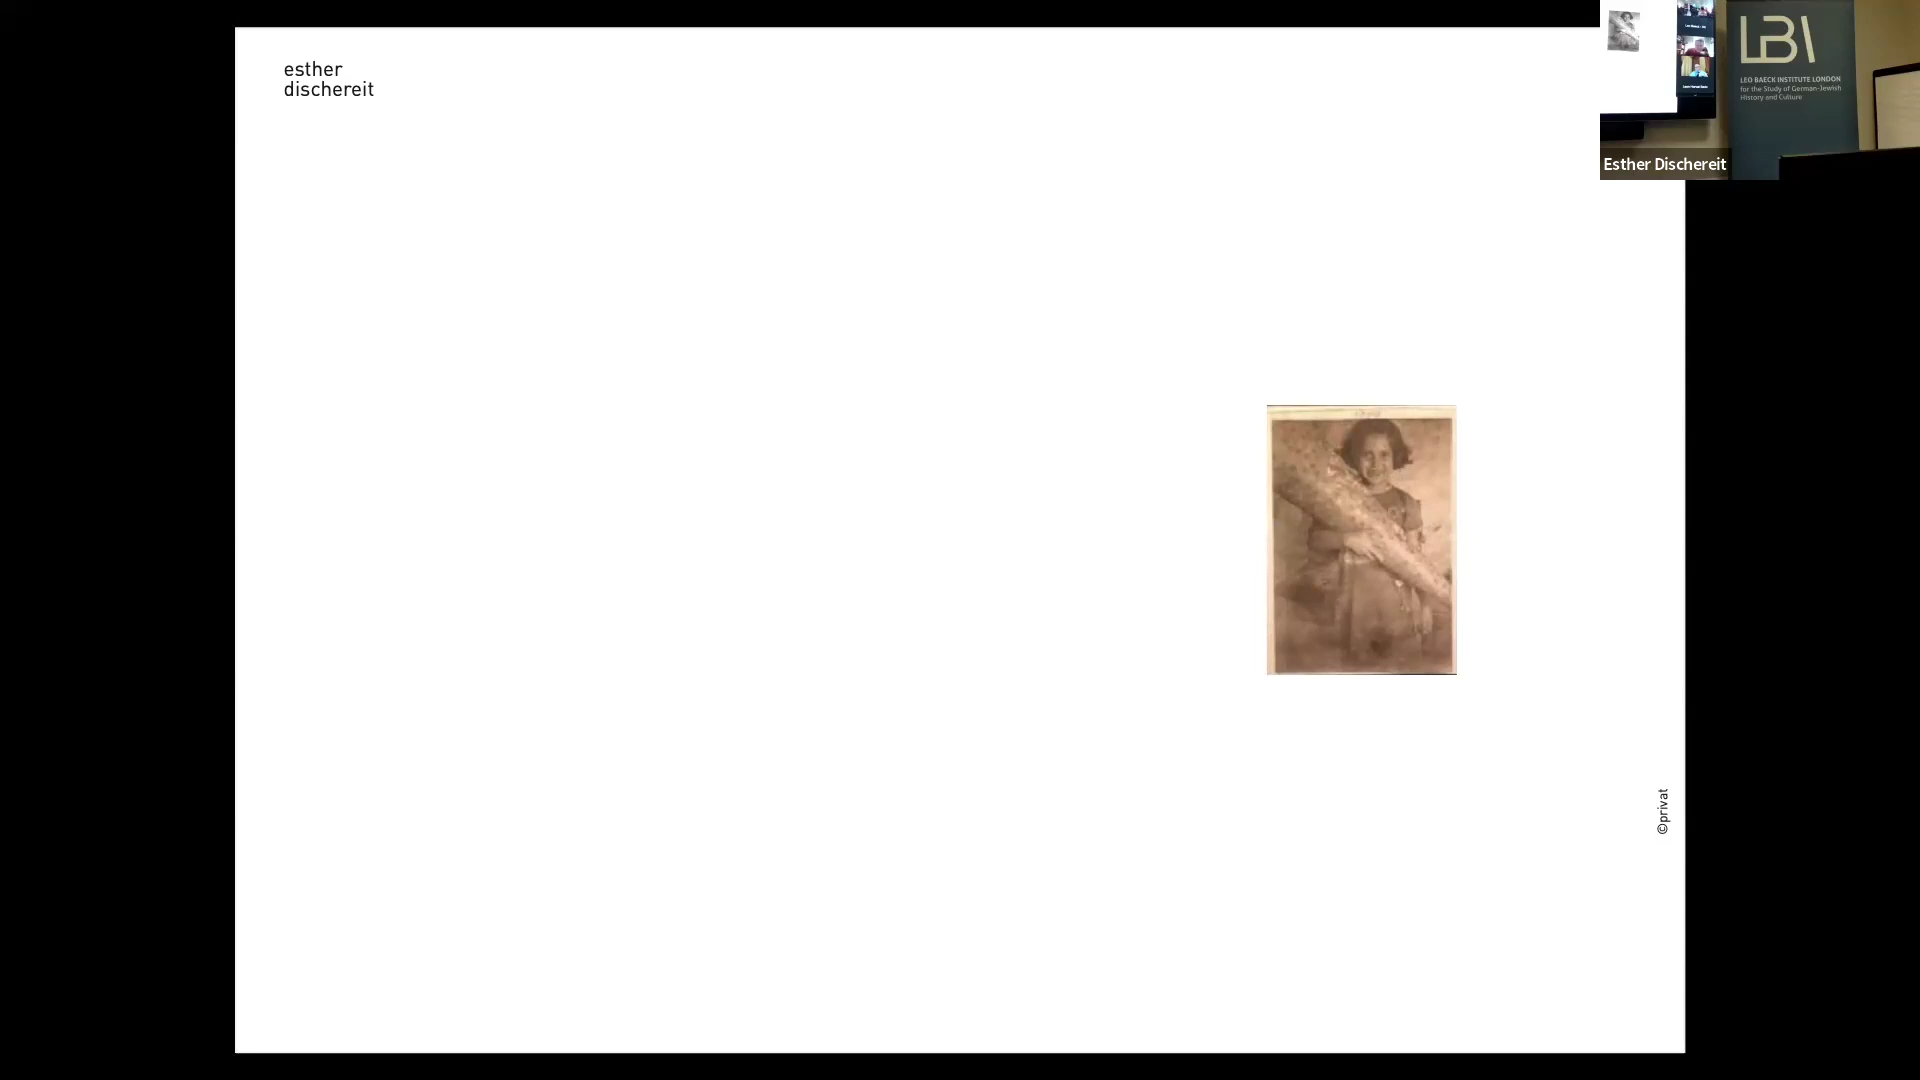 esther
dischereit
LBI
LEO BAECK INSTITUTE LONDON
for the Study of German-Jewish
History and Culture
Esther Dischereit
©privat